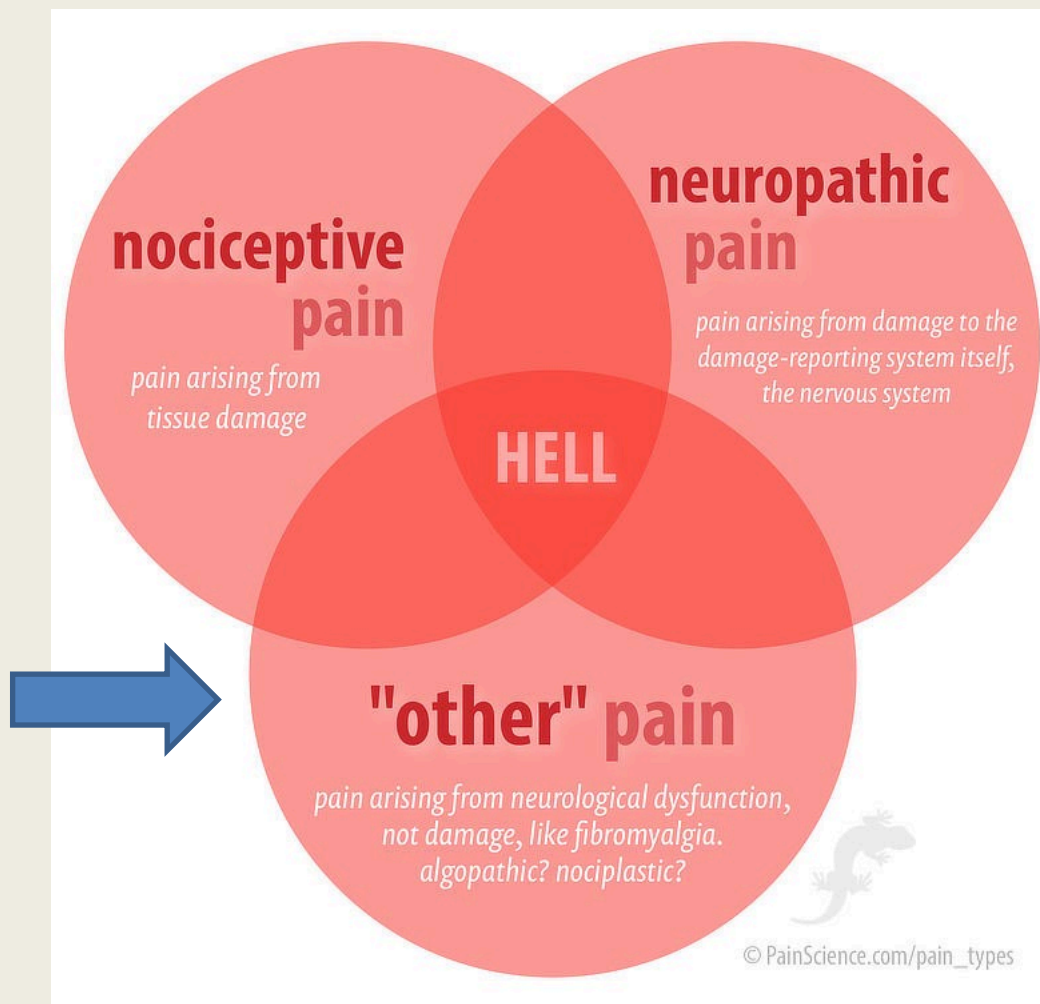 nociceptive
pain
pain arising from
tissue damage
neuropathic
pain
pain arising from damage to the
damage-reporting system itself,
the nervous system
HELL
"other" pain
pain arising from neurological dysfunction,
not damage, like fibromyalgia.
algopathic? nociplastic?
© PainScience.com/pain_types